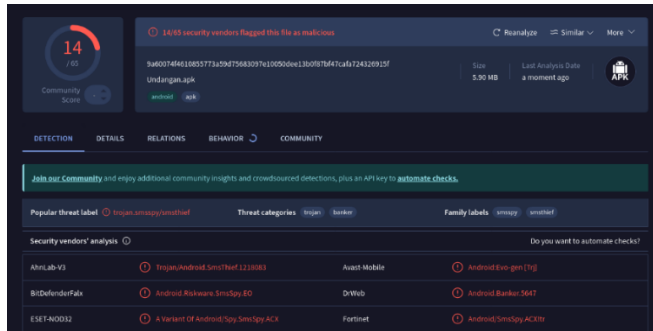 14
/ 65
Community
Score
14/65 security vendors flagged this file as malicious
Reanalyze
Similar
More
9a60074f4610855773a59d75683097e10050dee13b0f87bf47cafa724326915f
Undangan.apk
android
apk
Size
5.90 MB
Last Analysis Date
a moment ago
APK
DETECTION
DETAILS
RELATIONS
BEHAVIOR
COMMUNITY
Join our Community and enjoy additional community insights and crowdsourced detections, plus an API key to automate checks.
Popular threat label
trojan.smsspy/smsthief
Threat categories
trojan
banker
Family labels
smsspy
smsthief
Security vendors' analysis
Do you want to automate checks?
AhnLab-V3
Trojan/Android.SmsThief.1218083
Avast-Mobile
Android:Evo-gen [Trj]
BitDefenderFalx
Android.Riskware.SmsSpy.EO
DrWeb
Android.Banker.5647
ESET-NOD32
A Variant Of Android/Spy.SmsSpy.ACX
Fortinet
Android/SmsSpy.ACX!tr